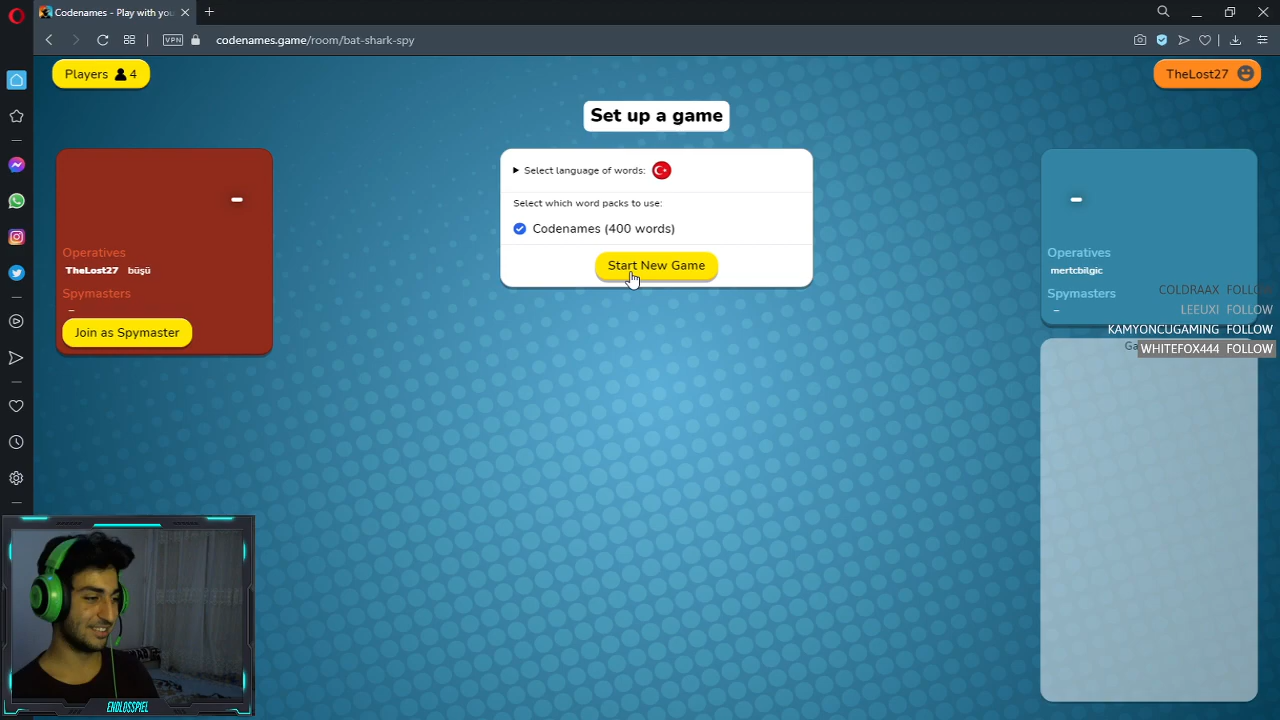 Codenames - Play with you
VPN
codenames.game/room/bat-shark-spy
Players 4
TheLost27
Set up a game
Select language of words:
Select which word packs to use:
Codenames (400 words)
Start New Game
-
Operatives
TheLost27 büşü
Spymasters
-
Join as Spymaster
-
Operatives
mertcbilgic
Spymasters
-
COLDRAAX FOLLOW
LEEUXI FOLLOW
KAMYONCUGAMING FOLLOW
WHITEFOX444 FOLLOW
ENDLOSSPIEL